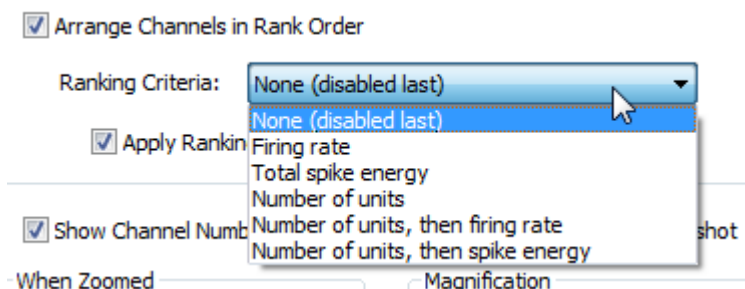 Arrange Channels in Rank Order
Ranking Criteria: None (disabled last)
None (disabled last)
Apply Rankin Firing rate
Total spike energy
Number of units
Show Channel Numb Number of units, then firing rate shot
Number of units, then spike energy
When Zoomed Magnification